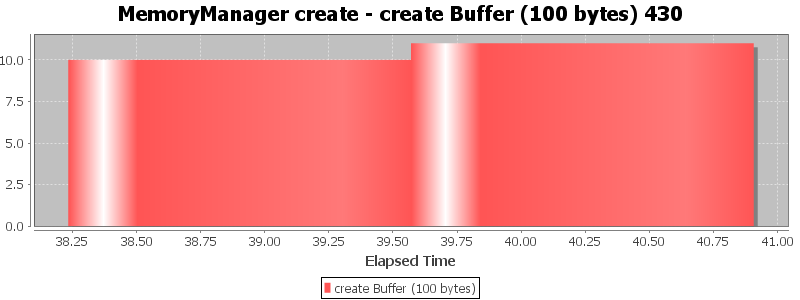 MemoryManager create - create Buffer (100 bytes) 430
10.0
7.5
5.0
2.5
0.0
38.25 38.50 38.75 39.00 39.25 39.50 39.75 40.00 40.25 40.50 40.75 41.00
Elapsed Time
create Buffer (100 bytes)